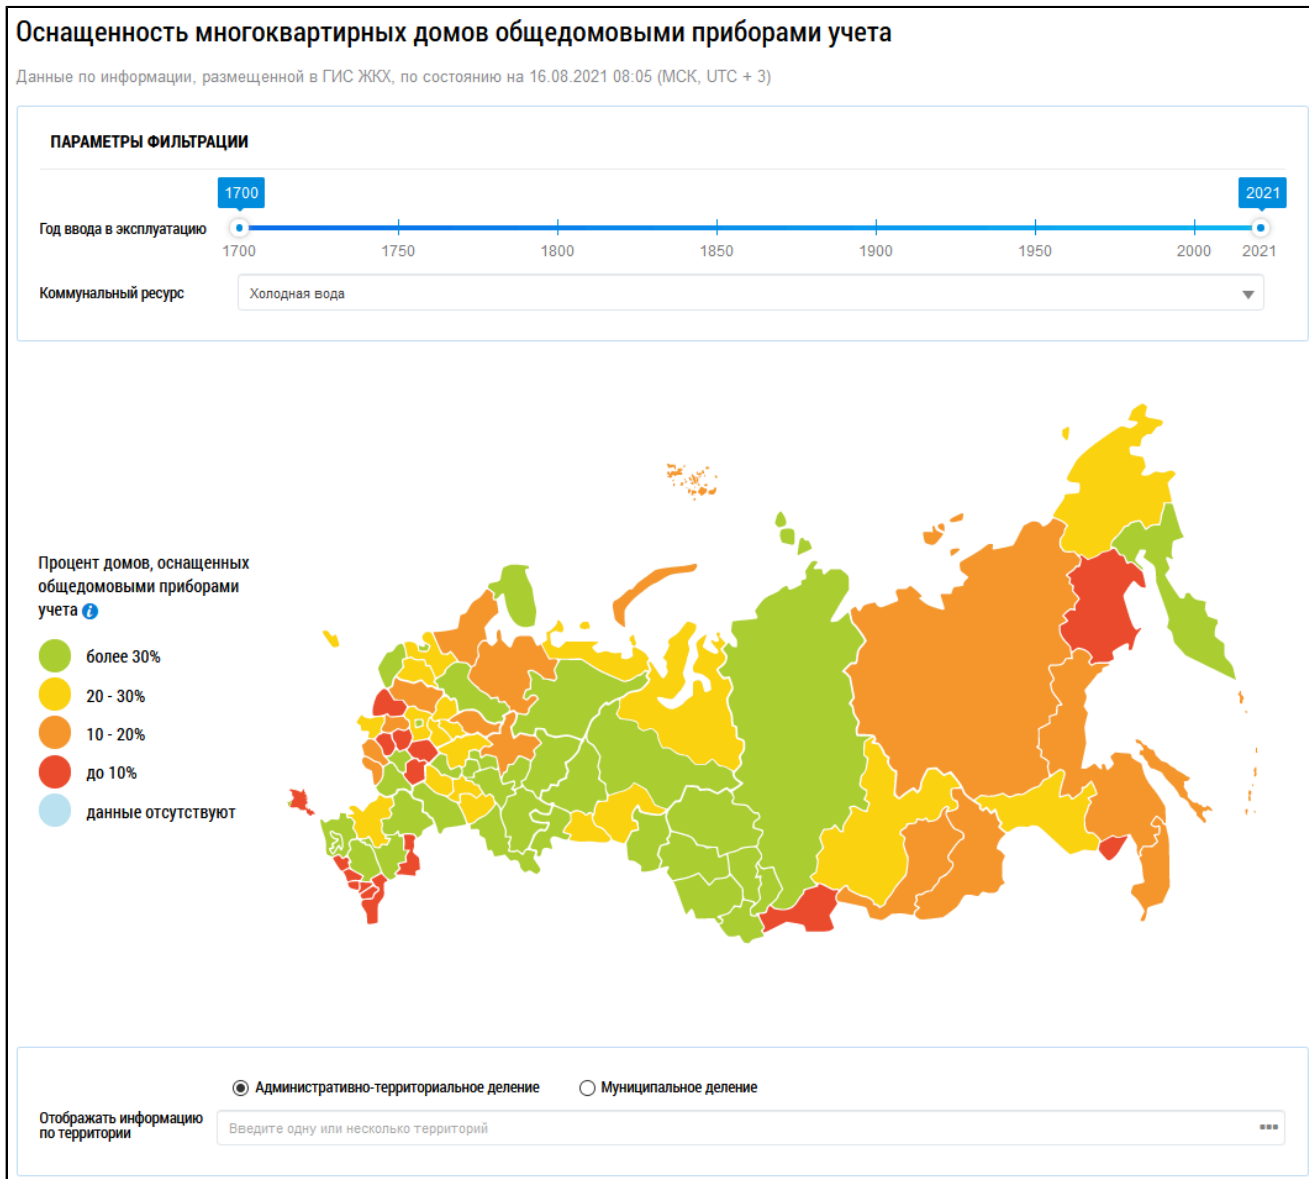 Оснащенность многоквартирных домов общедомовыми приборами учета
Данные по информации, размещенной в ГИС ЖКХ, по состоянию на 16.08.2021 08:05 (МСК, UTC + 3)
ПАРАМЕТРЫ ФИЛЬТРАЦИИ
1700 2021
Год ввода в эксплуатацию
1700 1750 1800 1850 1900 1950 2000 2021
Коммунальный ресурс Холодная вода
Процент домов, оснащенных
общедомовыми приборами
учета
более 30%
20 - 30%
10 - 20%
до 10%
данные отсутствуют
Административно-территориальное деление Муниципальное деление
Отображать информацию
по территории
Введите одну или несколько территорий